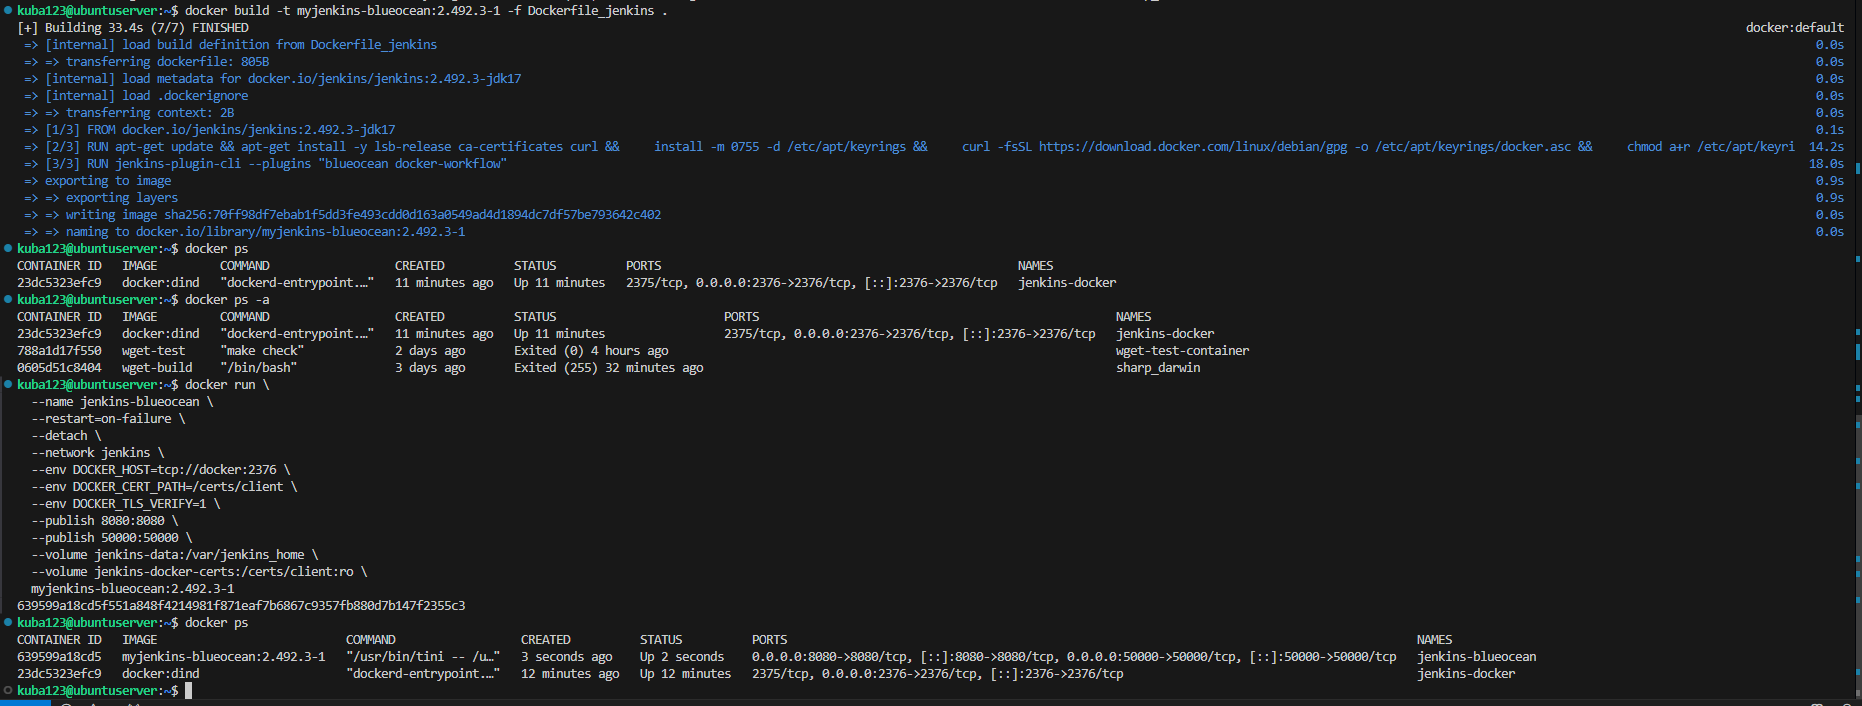 kuba123@ubuntuserver:~$ docker build -t myjenkins-blueocean:2.492.3-1 -f Dockerfile_jenkins .
[+] Building 33.4s (7/7) FINISHED docker:default
=> [internal] load build definition from Dockerfile_jenkins 0.0s
=> => transferring dockerfile: 805B 0.0s
=> [internal] load metadata for docker.io/jenkins/jenkins:2.492.3-jdk17 0.0s
=> [internal] load .dockerignore 0.0s
=> => transferring context: 2B 0.0s
=> [1/3] FROM docker.io/jenkins/jenkins:2.492.3-jdk17 0.1s
=> [2/3] RUN apt-get update && apt-get install -y lsb-release ca-certificates curl && install -m 0755 -d /etc/apt/keyrings && curl -fsSL https://download.docker.com/linux/debian/gpg -o /etc/apt/keyrings/docker.asc && chmod a+r /etc/apt/keyri 14.2s
=> [3/3] RUN jenkins-plugin-cli --plugins "blueocean docker-workflow" 18.0s
=> exporting to image 0.9s
=> => exporting layers 0.9s
=> => writing image sha256:70ff98df7ebab1f5dd3fe493cdd0d163a0549ad4d1894dc7df57be793642c402 0.0s
=> => naming to docker.io/library/myjenkins-blueocean:2.492.3-1 0.0s
kuba123@ubuntuserver:~$ docker ps
CONTAINER ID IMAGE COMMAND CREATED STATUS PORTS NAMES
23dc5323efc9 docker:dind "dockerd-entrypoint.…" 11 minutes ago Up 11 minutes 2375/tcp, 0.0.0.0:2376->2376/tcp, [::]:2376->2376/tcp jenkins-docker
kuba123@ubuntuserver:~$ docker ps -a
CONTAINER ID IMAGE COMMAND CREATED STATUS PORTS NAMES
23dc5323efc9 docker:dind "dockerd-entrypoint.…" 11 minutes ago Up 11 minutes 2375/tcp, 0.0.0.0:2376->2376/tcp, [::]:2376->2376/tcp jenkins-docker
788a1d17f550 wget-test "make check" 2 days ago Exited (0) 4 hours ago wget-test-container
0605d51c8404 wget-build "/bin/bash" 3 days ago Exited (255) 32 minutes ago sharp_darwin
kuba123@ubuntuserver:~$ docker run \
--name jenkins-blueocean \
--restart=on-failure \
--detach \
--network jenkins \
--env DOCKER_HOST=tcp://docker:2376 \
--env DOCKER_CERT_PATH=/certs/client \
--env DOCKER_TLS_VERIFY=1 \
--publish 8080:8080 \
--publish 50000:50000 \
--volume jenkins-data:/var/jenkins_home \
--volume jenkins-docker-certs:/certs/client:ro \
myjenkins-blueocean:2.492.3-1
639599a18cd5f551a848f4214981f871eaf7b6867c9357fb880d7b147f2355c3
kuba123@ubuntuserver:~$ docker ps
CONTAINER ID IMAGE COMMAND CREATED STATUS PORTS NAMES
639599a18cd5 myjenkins-blueocean:2.492.3-1 "/usr/bin/tini -- /u…" 3 seconds ago Up 2 seconds 0.0.0.0:8080->8080/tcp, [::]:8080->8080/tcp, 0.0.0.0:50000->50000/tcp, [::]:50000->50000/tcp jenkins-blueocean
23dc5323efc9 docker:dind "dockerd-entrypoint.…" 12 minutes ago Up 12 minutes 2375/tcp, 0.0.0.0:2376->2376/tcp, [::]:2376->2376/tcp jenkins-docker
kuba123@ubuntuserver:~$